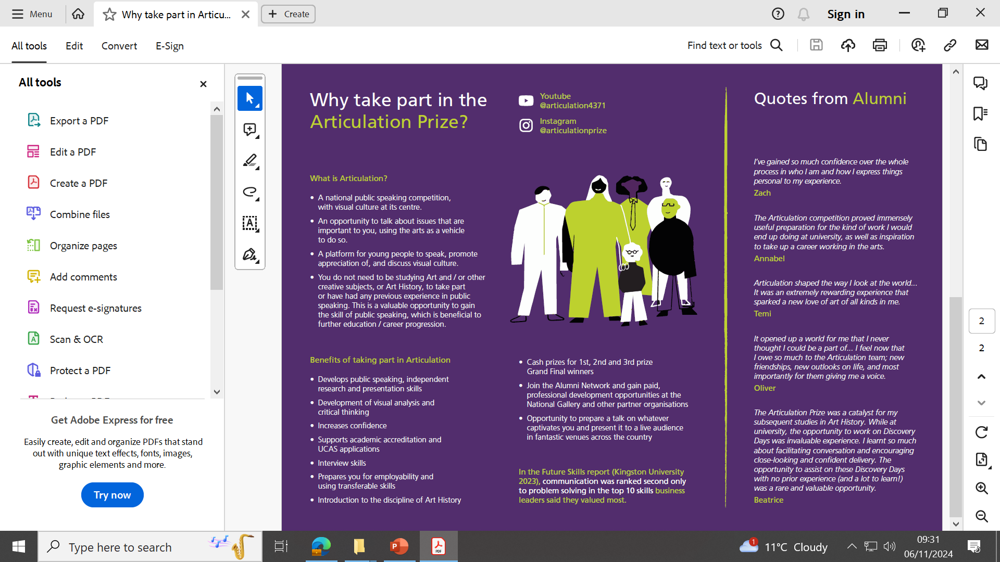 Menu
Why take part in Articu...
Create
Sign in
All tools
Edit
Convert
E-Sign
Find text or tools
All tools
Export a PDF
Edit a PDF
Create a PDF
Combine files
Organize pages
Add comments
Request e-signatures
Scan & OCR
Protect a PDF
Get Adobe Express for free
Easily create, edit and organize PDFs that stand
out with unique text effects, fonts, images,
graphic elements and more.
Try now
Why take part in the
Articulation Prize?
Youtube
@articulation4371
Instagram
@articulationprize
What is Articulation?
• A national public speaking competition,
with visual culture at its centre.
• An opportunity to talk about issues that are
important to you, using the arts as a vehicle
to do so.
• A platform for young people to speak, promote
appreciation of, and discuss visual culture.
• You do not need to be studying Art and / or other
creative subjects, or Art History, to take part
or have had any previous experience in public
speaking. This is a valuable opportunity to gain
the skill of public speaking, which is beneficial to
further education / career progression.
Benefits of taking part in Articulation
• Develops public speaking, independent
research and presentation skills
• Development of visual analysis and
critical thinking
• Increases confidence
• Supports academic accreditation and
UCAS applications
• Interview skills
• Prepares you for employability and
using transferable skills
• Introduction to the discipline of Art History
• Cash prizes for 1st, 2nd and 3rd prize
Grand Final winners
• Join the Alumni Network and gain paid,
professional development opportunities at the
National Gallery and other partner organisations
• Opportunity to prepare a talk on whatever
captivates you and present it to a live audience
in fantastic venues across the country
In the Future Skills report (Kingston University
2023), communication was ranked second only
to problem solving in the top 10 skills business
leaders said they valued most.
Quotes from Alumni
I've gained so much confidence over the whole
process in who I am and how I express things
personal to my experience.
Zach
The Articulation competition proved immensely
useful preparation for the kind of work I would
end up doing at university, as well as inspiration
to take up a career working in the arts.
Annabel
Articulation shaped the way I look at the world...
It was an extremely rewarding experience that
sparked a new love of art of all kinds in me.
Temi
It opened up a world for me that I never
thought I could be a part of... I feel now that
I owe so much to the Articulation team; new
friendships, new outlooks on life, and most
importantly for them giving me a voice.
Oliver
The Articulation Prize was a catalyst for my
subsequent studies in Art History. While at
university, the opportunity to work on Discovery
Days was invaluable experience. I learnt so much
about facilitating conversation and encouraging
close-looking and confident delivery. The
opportunity to assist on these Discovery Days
with no prior experience (and a lot to learn!)
was a rare and valuable opportunity.
Beatrice
2
2
Type here to search
P
PDF
1
11°C Cloudy
09:31
06/11/2024